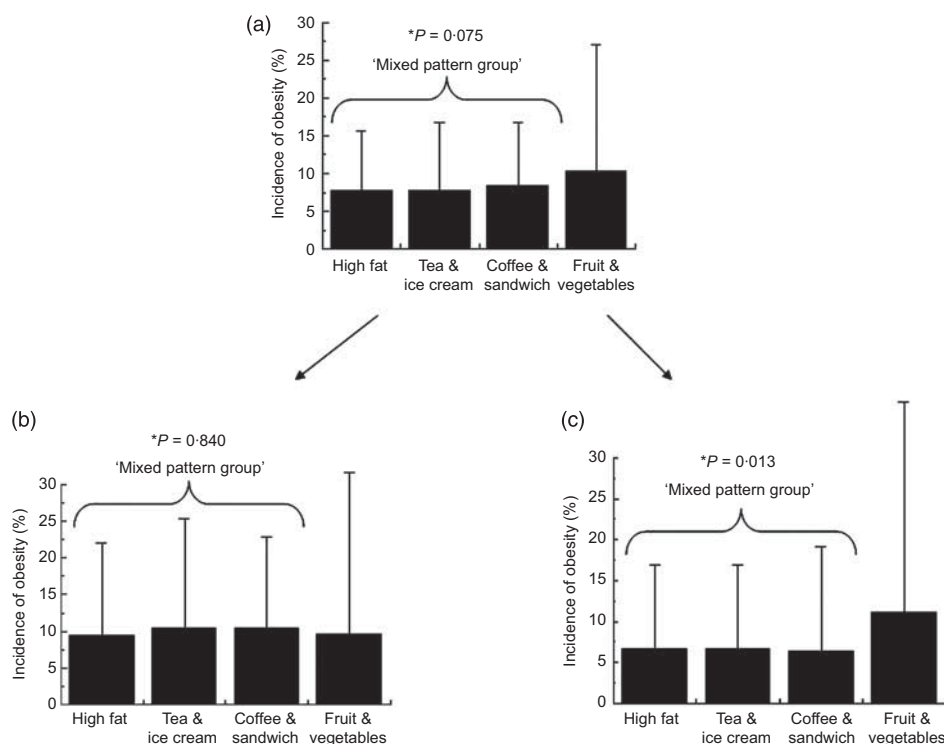 (a)
*P = 0·075
‘Mixed pattern group’
Incidence of obesity (%)
30
25
20
15
10
5
0
High fat
Tea &
ice cream
Coffee &
sandwich
Fruit &
vegetables
(b)
*P = 0·840
‘Mixed pattern group’
Incidence of obesity (%)
30
25
20
15
10
5
0
High fat
Tea &
ice cream
Coffee &
sandwich
Fruit &
vegetables
(c)
*P = 0·013
‘Mixed pattern group’
Incidence of obesity (%)
30
25
20
15
10
5
0
High fat
Tea &
ice cream
Coffee &
sandwich
Fruit &
vegetables